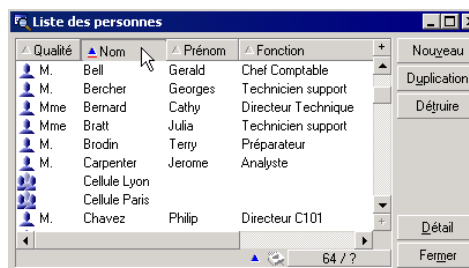 Liste des personnes
Qualité Nom Prénom Fonction + Nouveau
M. Bell Gerald Chef Comptable
M. Bercher Georges Technicien support Duplication
Mme Bernard Cathy Directeur Technique
Mme Bratt Julia Technicien support Détruire
M. Brodin Terry Préparateur
M. Carpenter Jerome Analyste
Cellule Lyon
Cellule Paris
M. Chavez Philip Directeur C101
+ Détail
64 / ? Fermer